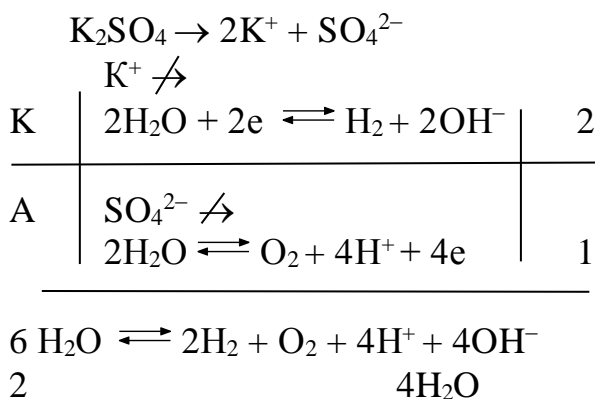 K₂SO₄ → 2K⁺ + SO₄²⁻
К⁺ ↛
K 2H₂O + 2e ⇄ H₂ + 2OH⁻ 2
A SO₄²⁻ ↛
2H₂O ⇄ O₂ + 4H⁺ + 4e 1
6 H₂O ⇄ 2H₂ + O₂ + 4H⁺ + 4OH⁻
2 4H₂O